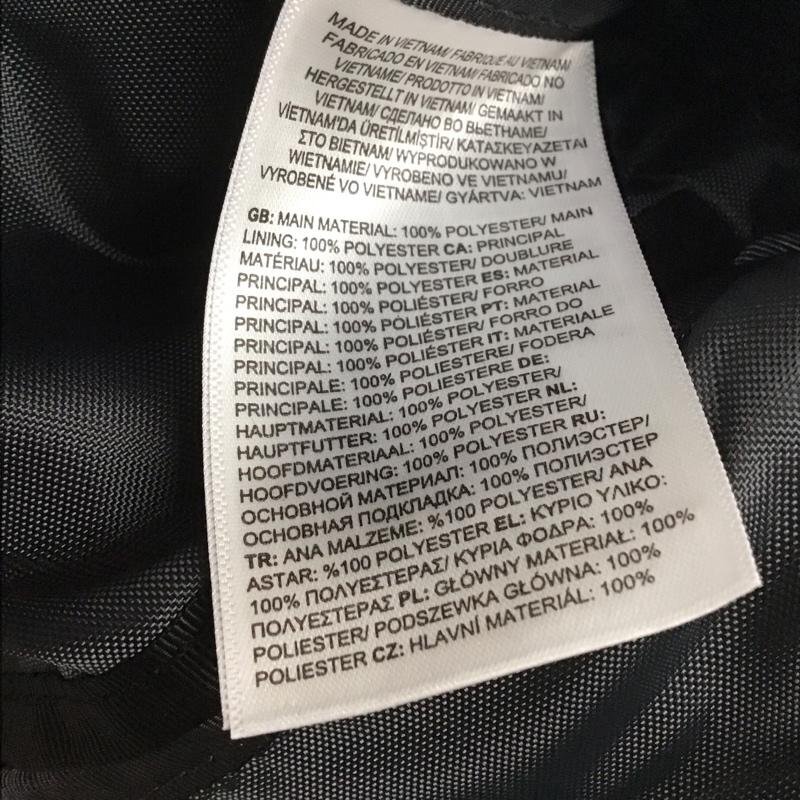 MADE IN VIETNAM/ FABRIQUÉ AU VIETNAM/
FABRICADO EN VIETNAM/ FABRICADO NO
VIETNAME/ PRODOTTO IN VIETNAM/
HERGESTELLT IN VIETNAM/ GEMAAKT IN
VIETNAM/ СДЕЛАНО ВО ВЬЕТНАМЕ/
VİETNAM'DA ÜRETİLMİŞTİR/ ΚΑΤΑΣΚΕΥΑΖΕΤΑΙ
ΣΤΟ ΒΙΕΤΝΑΜ/ WYPRODUKOWANO W
WIETNAMIE/ VYROBENO VE VIETNAMU/
VYROBENÉ VO VIETNAME/ GYÁRTVA: VIETNAM
GB: MAIN MATERIAL: 100% POLYESTER/ MAIN
LINING: 100% POLYESTER CA: PRINCIPAL
MATÉRIAU: 100% POLYESTER/ DOUBLURE
PRINCIPAL: 100% POLYESTER ES: MATERIAL
PRINCIPAL: 100% POLIÉSTER/ FORRO
PRINCIPAL: 100% POLIÉSTER PT: MATERIAL
PRINCIPAL: 100% POLIÉSTER/ FORRO DO
PRINCIPAL: 100% POLIÉSTER IT: MATERIALE
PRINCIPALE: 100% POLIESTERE/ FODERA
PRINCIPALE: 100% POLIESTERE DE:
HAUPTMATERIAL: 100% POLYESTER/
HAUPTFUTTER: 100% POLYESTER NL:
HOOFDMATERIAAL: 100% POLYESTER/
HOOFDVOERING: 100% POLYESTER RU:
ОСНОВНОЙ МАТЕРИАЛ: 100% ПОЛИЭСТЕР/
ОСНОВНАЯ ПОДКЛАДКА: 100% ПОЛИЭСТЕР
TR: ANA MALZEME: %100 POLYESTER/ ANA
ASTAR: %100 POLYESTER EL: ΚΥΡΙΟ ΥΛΙΚΟ:
100% ΠΟΛΥΕΣΤΕΡΑΣ/ ΚΥΡΙΑ ΦΟΔΡΑ: 100%
ΠΟΛΥΕΣΤΕΡΑΣ PL: GŁÓWNY MATERIAŁ: 100%
POLIESTER/ PODSZEWKA GŁÓWNA: 100%
POLIESTER CZ: HLAVNÍ MATERIÁL: 100%